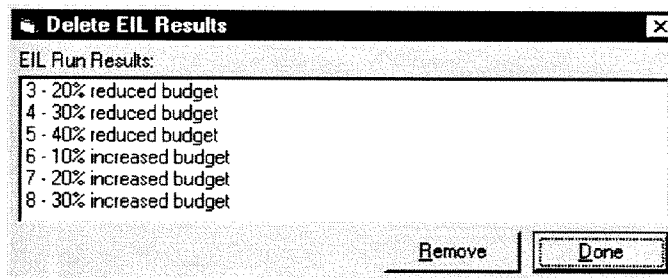 Delete EIL Results
EIL Run Results:
3 - 20% reduced budget
4 - 30% reduced budget
5 - 40% reduced budget
6 - 10% increased budget
7 - 20% increased budget
8 - 30% increased budget
Remove Done